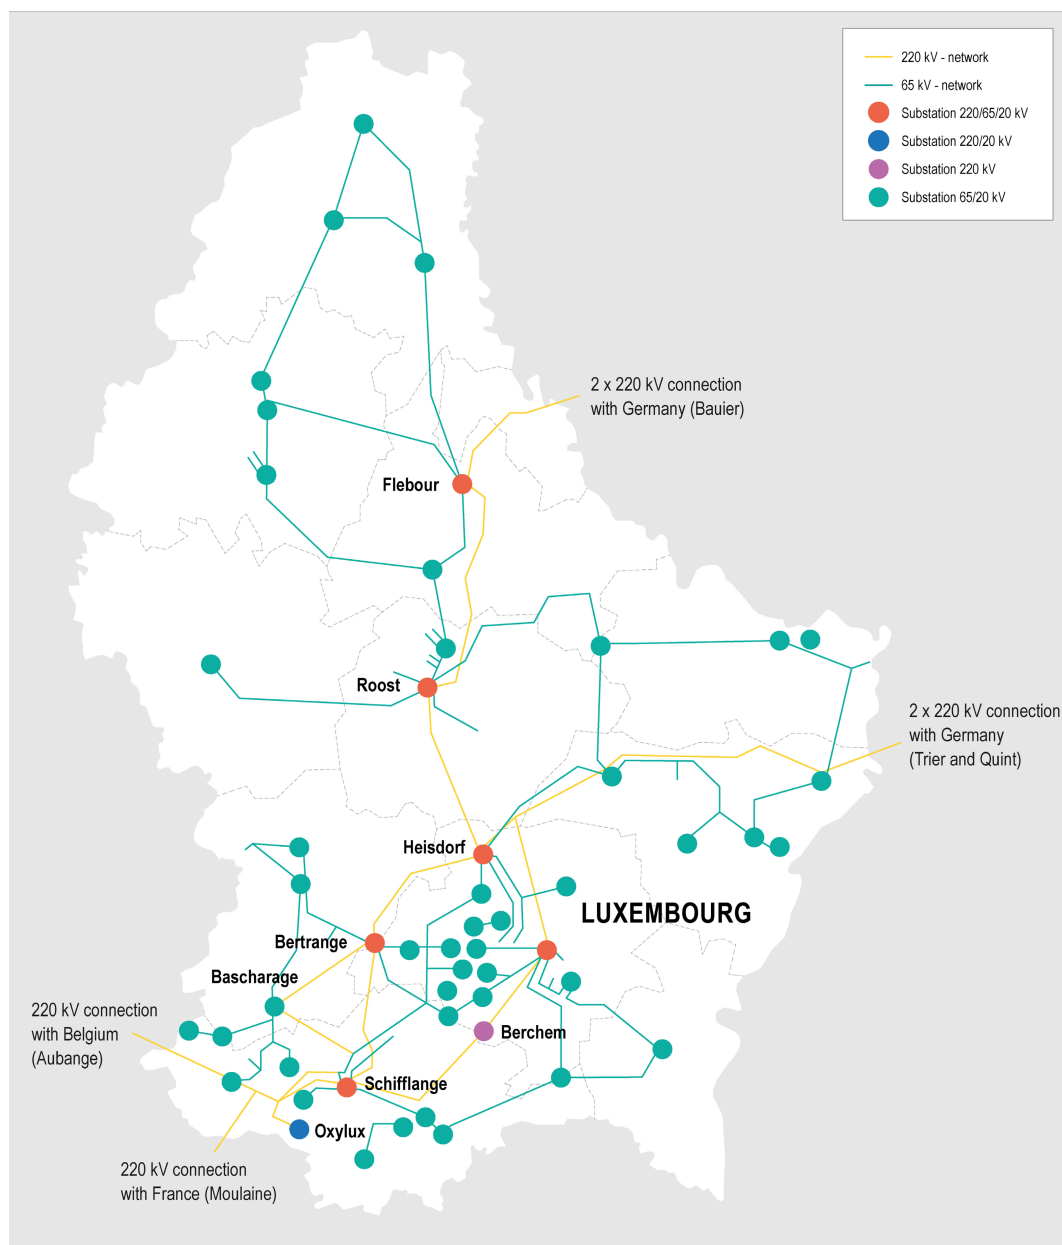 220 kV - network
65 kV - network
Substation 220/65/20 kV
Substation 220/20 kV
Substation 220 kV
Substation 65/20 kV
2 x 220 kV connection
with Germany (Bauier)
Flebour
Roost
2 x 220 kV connection
with Germany
(Trier and Quint)
Heisdorf
LUXEMBOURG
Bertrange
Bascharage
220 kV connection
with Belgium
(Aubange)
Berchem
Schifflange
Oxylux
220 kV connection
with France (Moulaine)